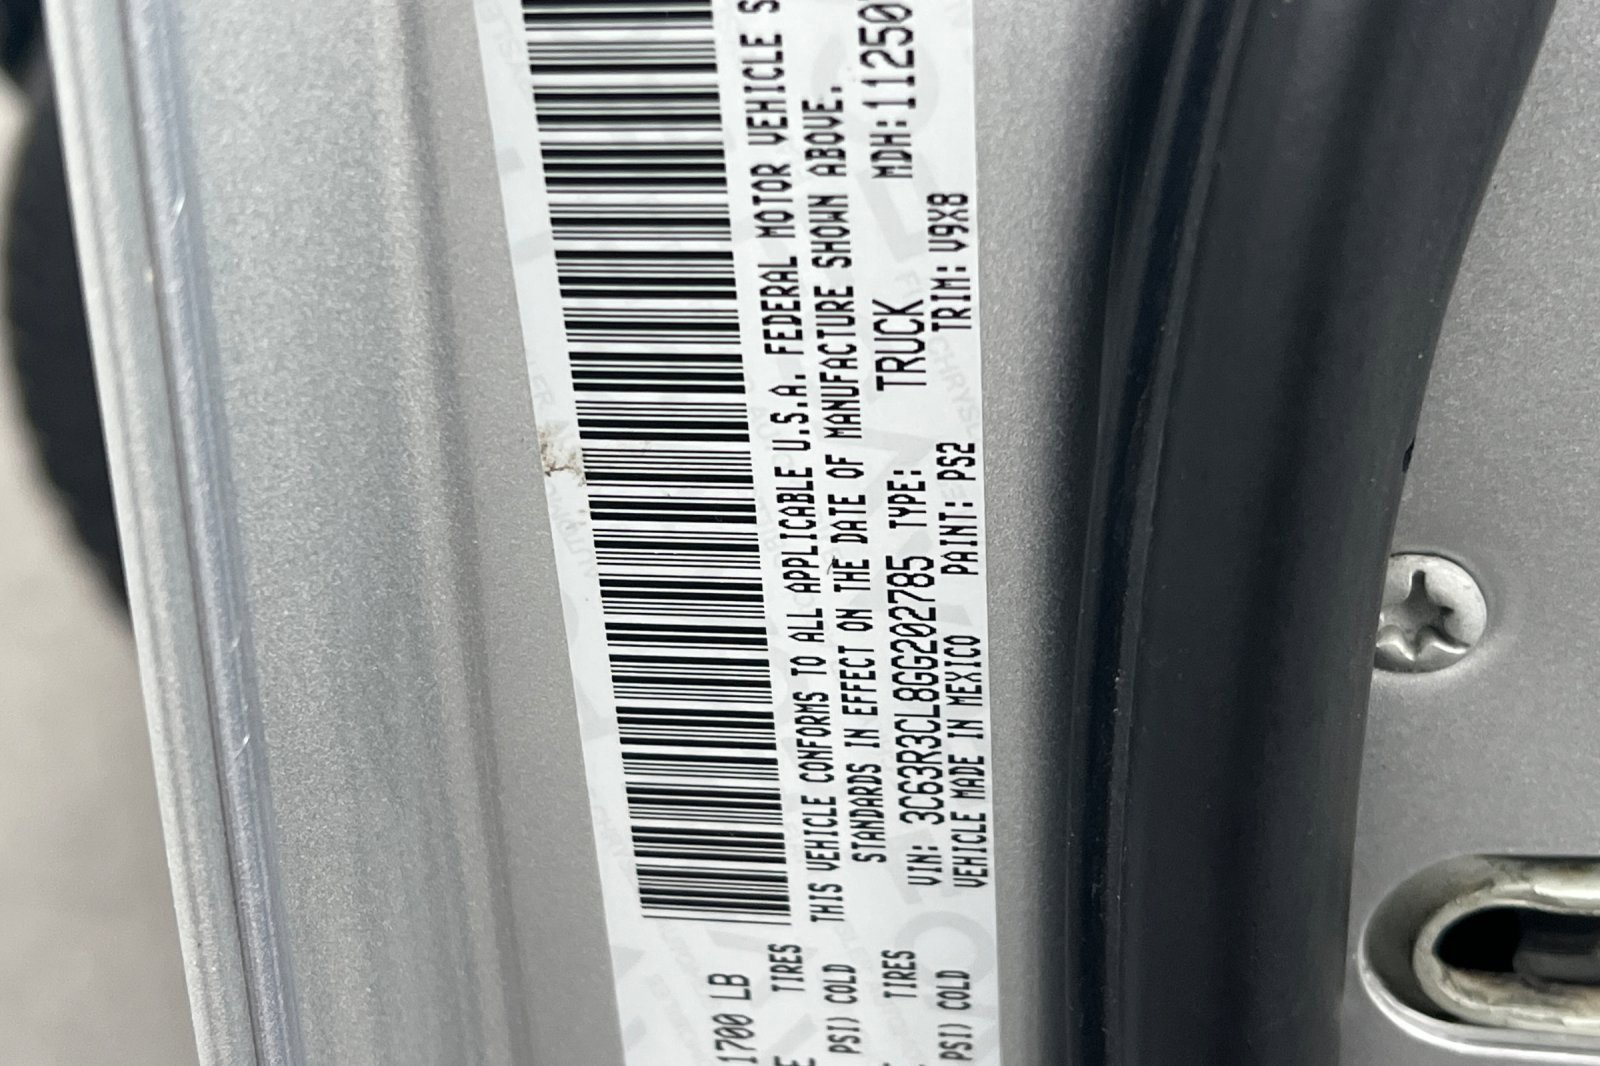 1700 LB
TIRES
PSI) COLD
TIRES
PSI) COLD
THIS VEHICLE CONFORMS TO ALL APPLICABLE U.S.A. FEDERAL MOTOR VEHICLE S
STANDARDS IN EFFECT ON THE DATE OF MANUFACTURE SHOWN ABOVE.
VIN: 3C63R3CL8GG202785 TYPE: TRUCK MDH:112501
VEHICLE MADE IN MEXICO PAINT: PS2 TRIM: V9X8